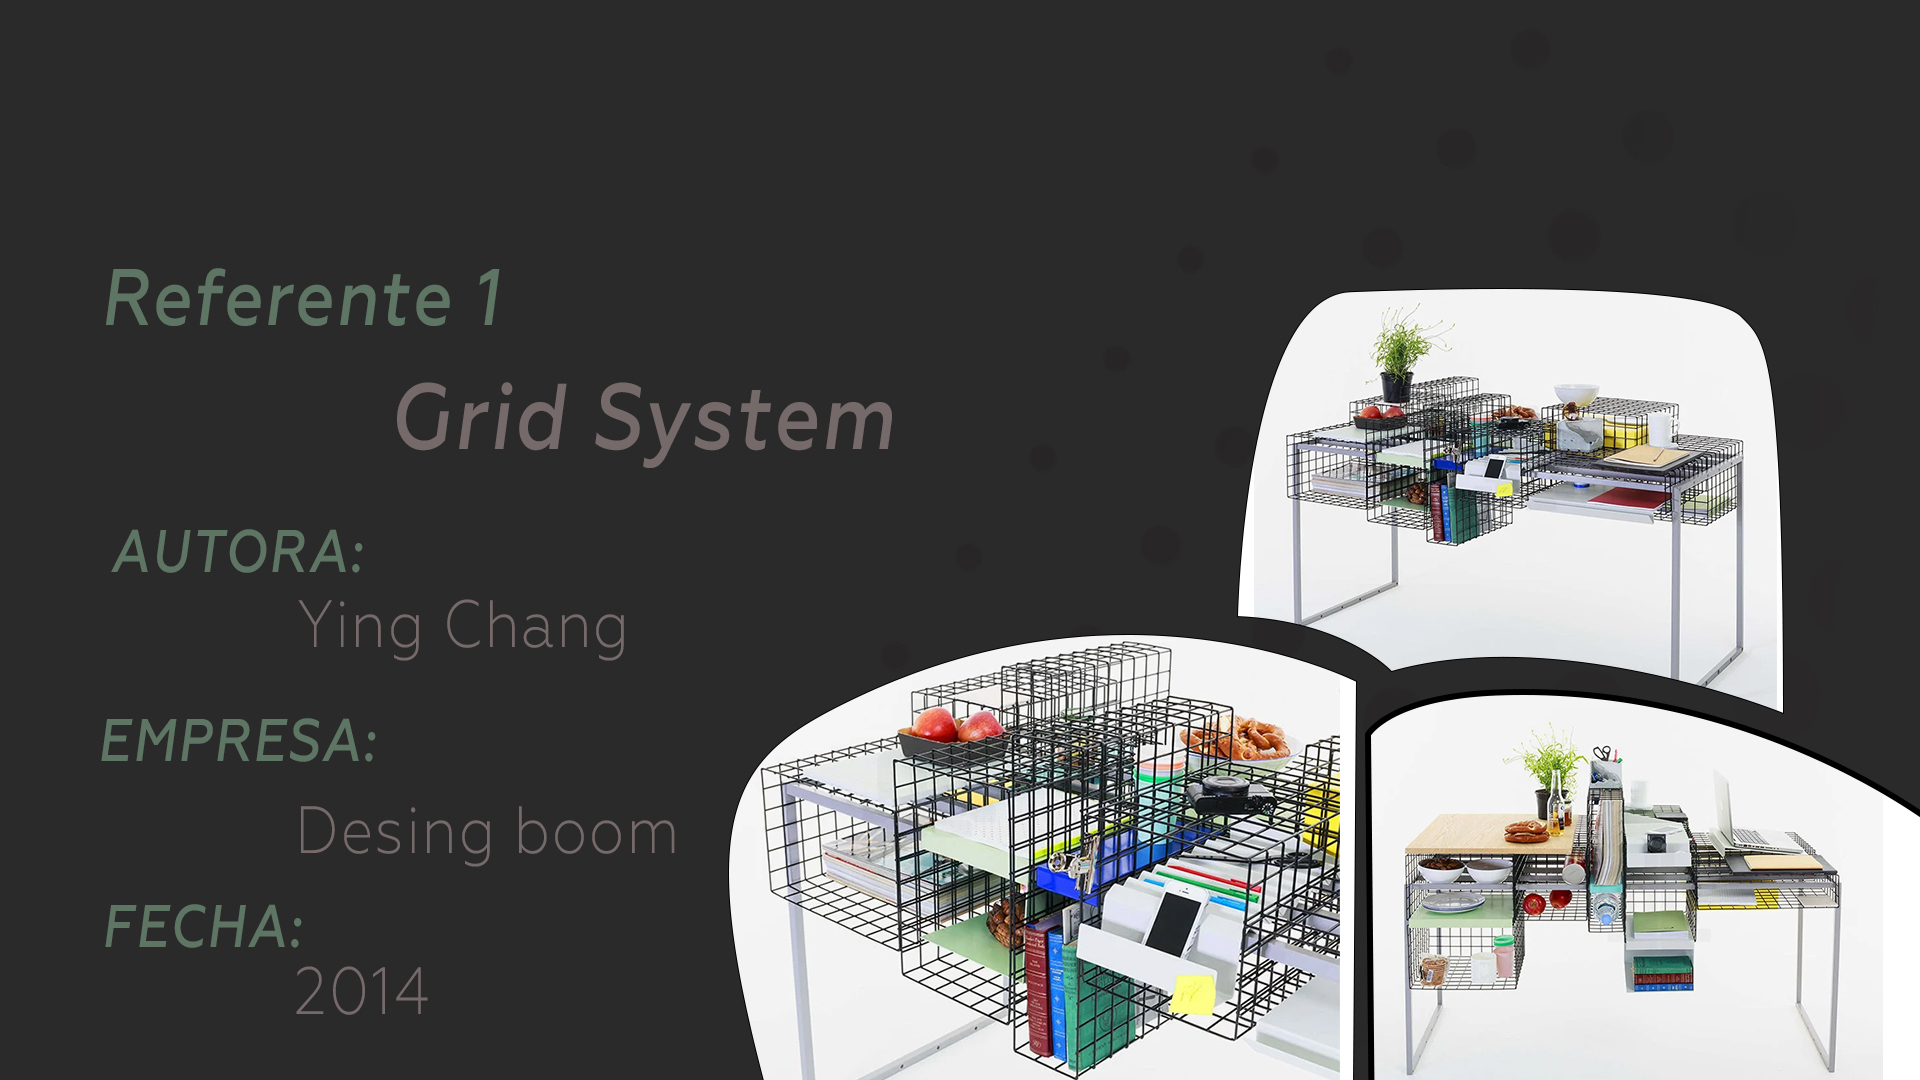 Referente 1
Grid System
AUTORA:
Ying Chang
EMPRESA:
Desing boom
FECHA:
2014